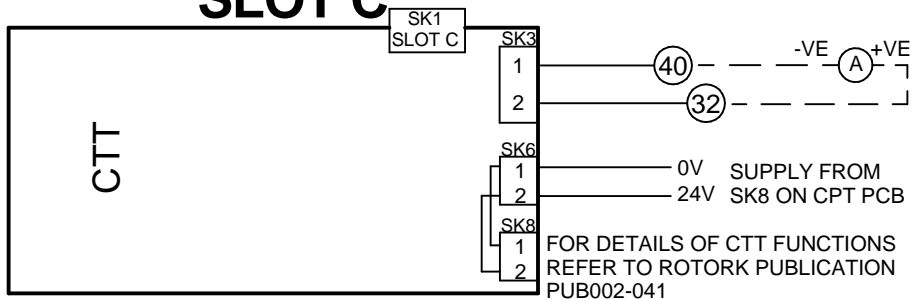 SLOT C
SK1
SLOT C
SK3
1
2
40
32
-VE
A
+VE
CTT
SK6
1
2
0V
24V
SUPPLY FROM
SK8 ON CPT PCB
SK8
1
2
FOR DETAILS OF CTT FUNCTIONS
REFER TO ROTORK PUBLICATION
PUB002-041